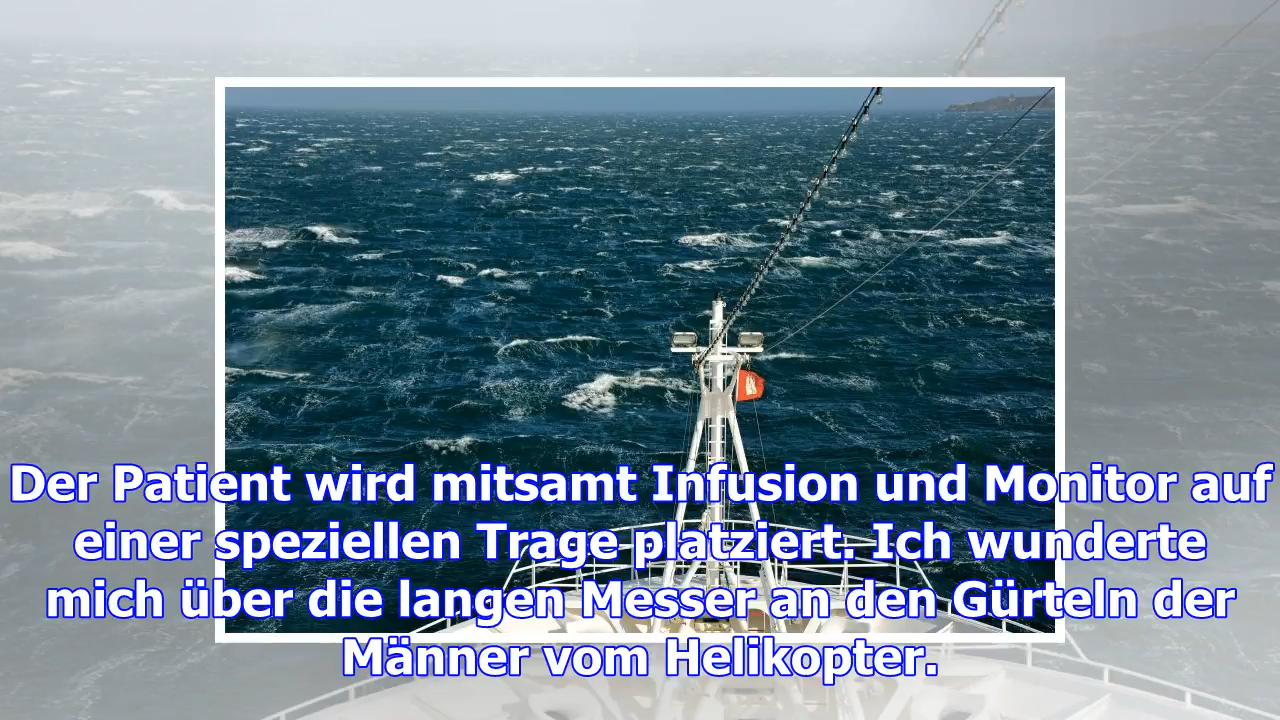 Der Patient wird mitsamt Infusion und Monitor auf
einer speziellen Trage platziert. Ich wunderte
mich über die langen Messer an den Gürteln der
Männer vom Helikopter.